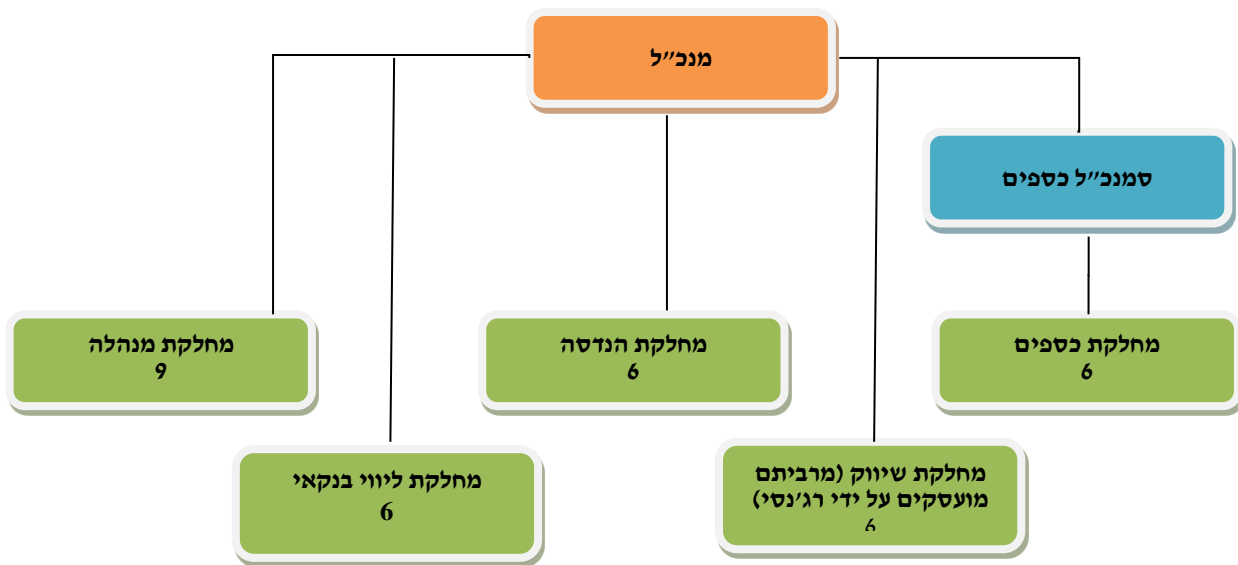 מנכ״ל
סמנכ״ל כספים
מחלקת כספים
6
מחלקת הנדסה
6
מחלקת מנהלה
9
מחלקת שיווק (מרביתם
מועסקים על ידי רג׳נסי)
6
מחלקת ליווי בנקאי
6